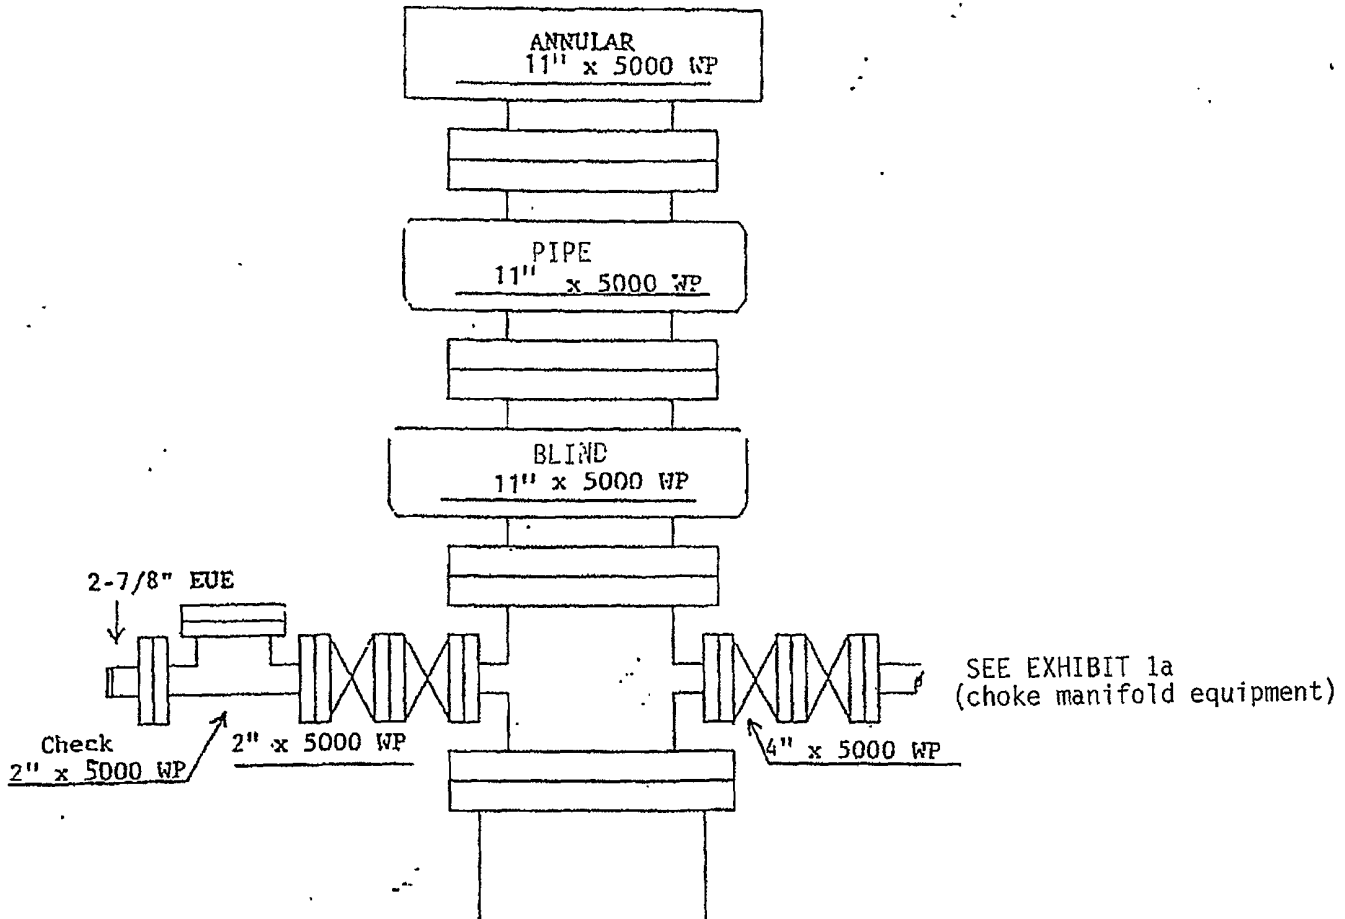 ANNULAR
11" x 5000 WP
PIPE
11" x 5000 WP
BLIND
11" x 5000 WP
2-7/8" EUE
SEE EXHIBIT 1a
(choke manifold equipment)
Check
2" x 5000 WP
2" x 5000 WP
4" x 5000 WP